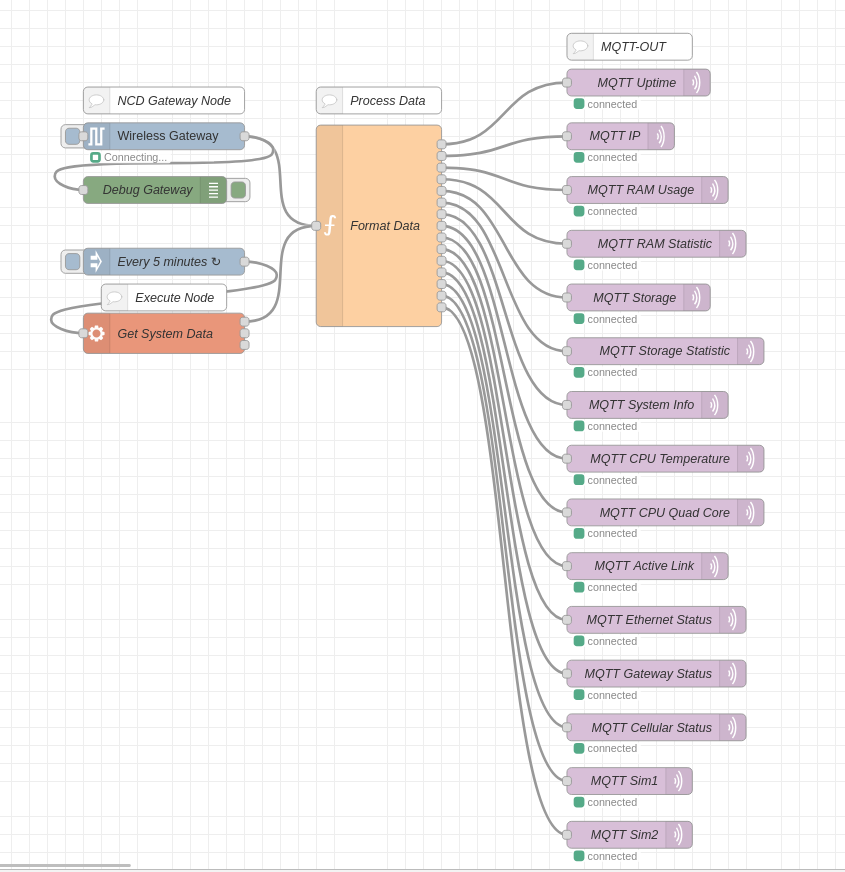 NCD Gateway Node
Wireless Gateway
Connecting...
Debug Gateway
Every 5 minutes ↻
Execute Node
Get System Data
Process Data
Format Data
MQTT-OUT
MQTT Uptime
connected
MQTT IP
connected
MQTT RAM Usage
connected
MQTT RAM Statistic
connected
MQTT Storage
connected
MQTT Storage Statistic
connected
MQTT System Info
connected
MQTT CPU Temperature
connected
MQTT CPU Quad Core
connected
MQTT Active Link
connected
MQTT Ethernet Status
connected
MQTT Gateway Status
connected
MQTT Cellular Status
connected
MQTT Sim1
connected
MQTT Sim2
connected